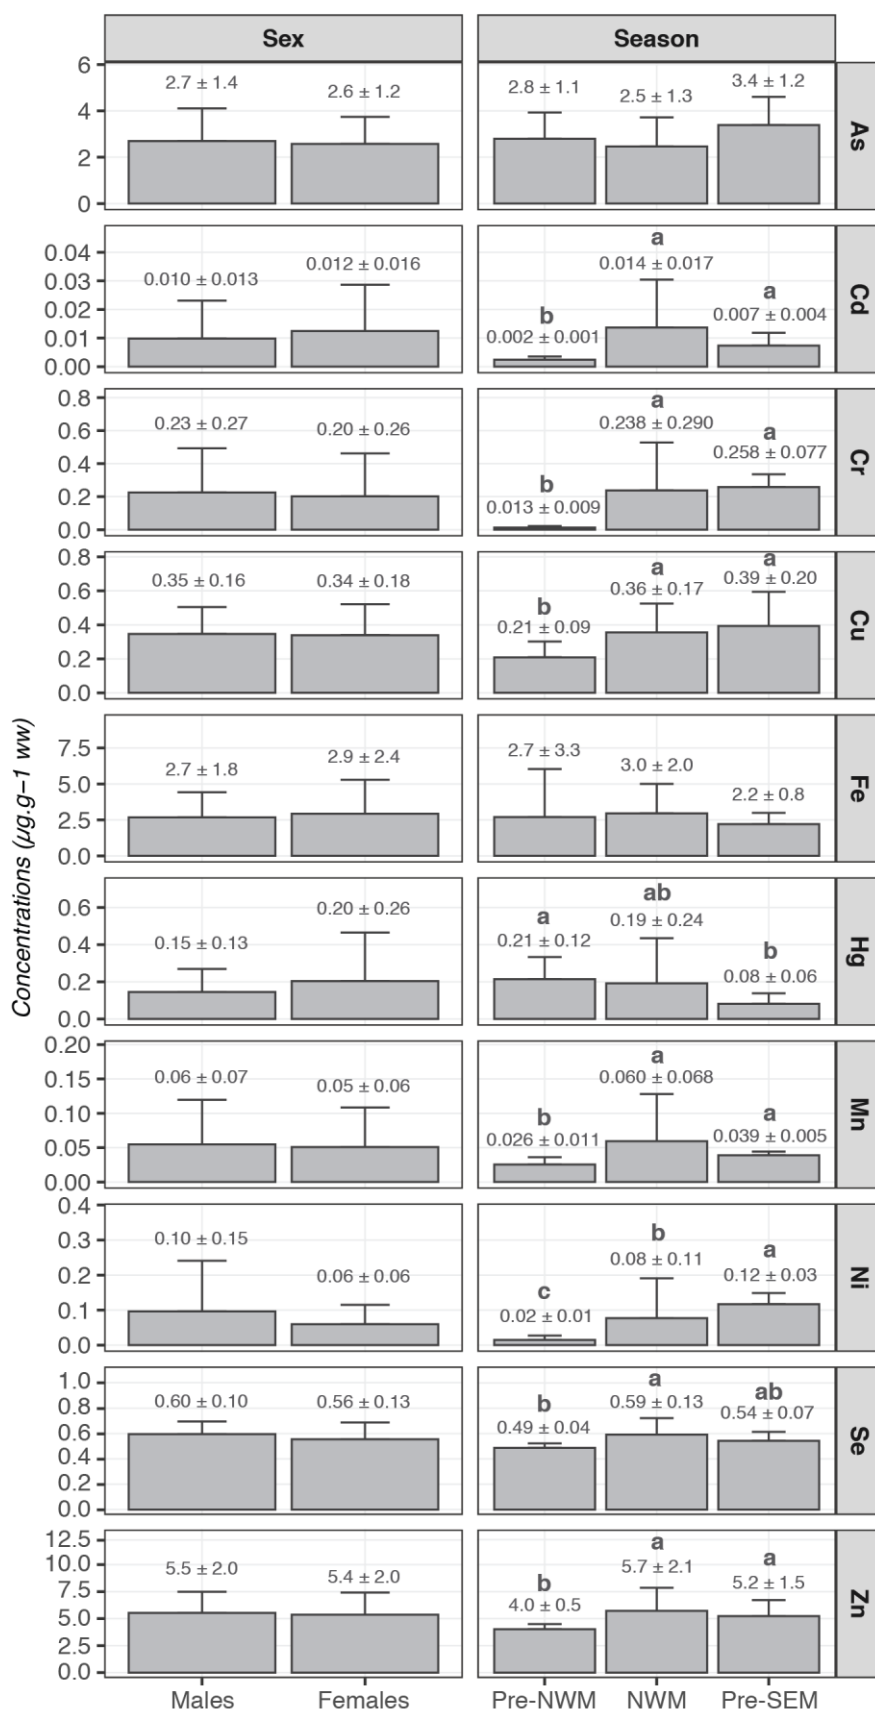 Sex Season
6
4
2
0
2.7 ± 1.4 2.6 ± 1.2
2.8 ± 1.1 2.5 ± 1.3 3.4 ± 1.2
As
0.04
0.03
0.02
0.01
0.00
0.010 ± 0.013 0.012 ± 0.016
b a a
0.002 ± 0.001 0.014 ± 0.017 0.007 ± 0.004
Cd
0.8
0.6
0.4
0.2
0.0
0.23 ± 0.27 0.20 ± 0.26
b a a
0.013 ± 0.009 0.238 ± 0.290 0.258 ± 0.077
Cr
0.8
0.6
0.4
0.2
0.0
0.35 ± 0.16 0.34 ± 0.18
b a a
0.21 ± 0.09 0.36 ± 0.17 0.39 ± 0.20
Cu
Concentrations (µg.g−1 ww)
7.5
5.0
2.5
0.0
2.7 ± 1.8 2.9 ± 2.4
2.7 ± 3.3 3.0 ± 2.0 2.2 ± 0.8
Fe
0.6
0.4
0.2
0.0
0.15 ± 0.13 0.20 ± 0.26
a ab b
0.21 ± 0.12 0.19 ± 0.24 0.08 ± 0.06
Hg
0.20
0.15
0.10
0.05
0.00
0.06 ± 0.07 0.05 ± 0.06
b a a
0.026 ± 0.011 0.060 ± 0.068 0.039 ± 0.005
Mn
0.4
0.3
0.2
0.1
0.0
0.10 ± 0.15 0.06 ± 0.06
c b a
0.02 ± 0.01 0.08 ± 0.11 0.12 ± 0.03
Ni
1.0
0.8
0.6
0.4
0.2
0.0
0.60 ± 0.10 0.56 ± 0.13
b a ab
0.49 ± 0.04 0.59 ± 0.13 0.54 ± 0.07
Se
12.5
10.0
7.5
5.0
2.5
0.0
5.5 ± 2.0 5.4 ± 2.0
b a a
4.0 ± 0.5 5.7 ± 2.1 5.2 ± 1.5
Zn
Males Females Pre-NWM NWM Pre-SEM